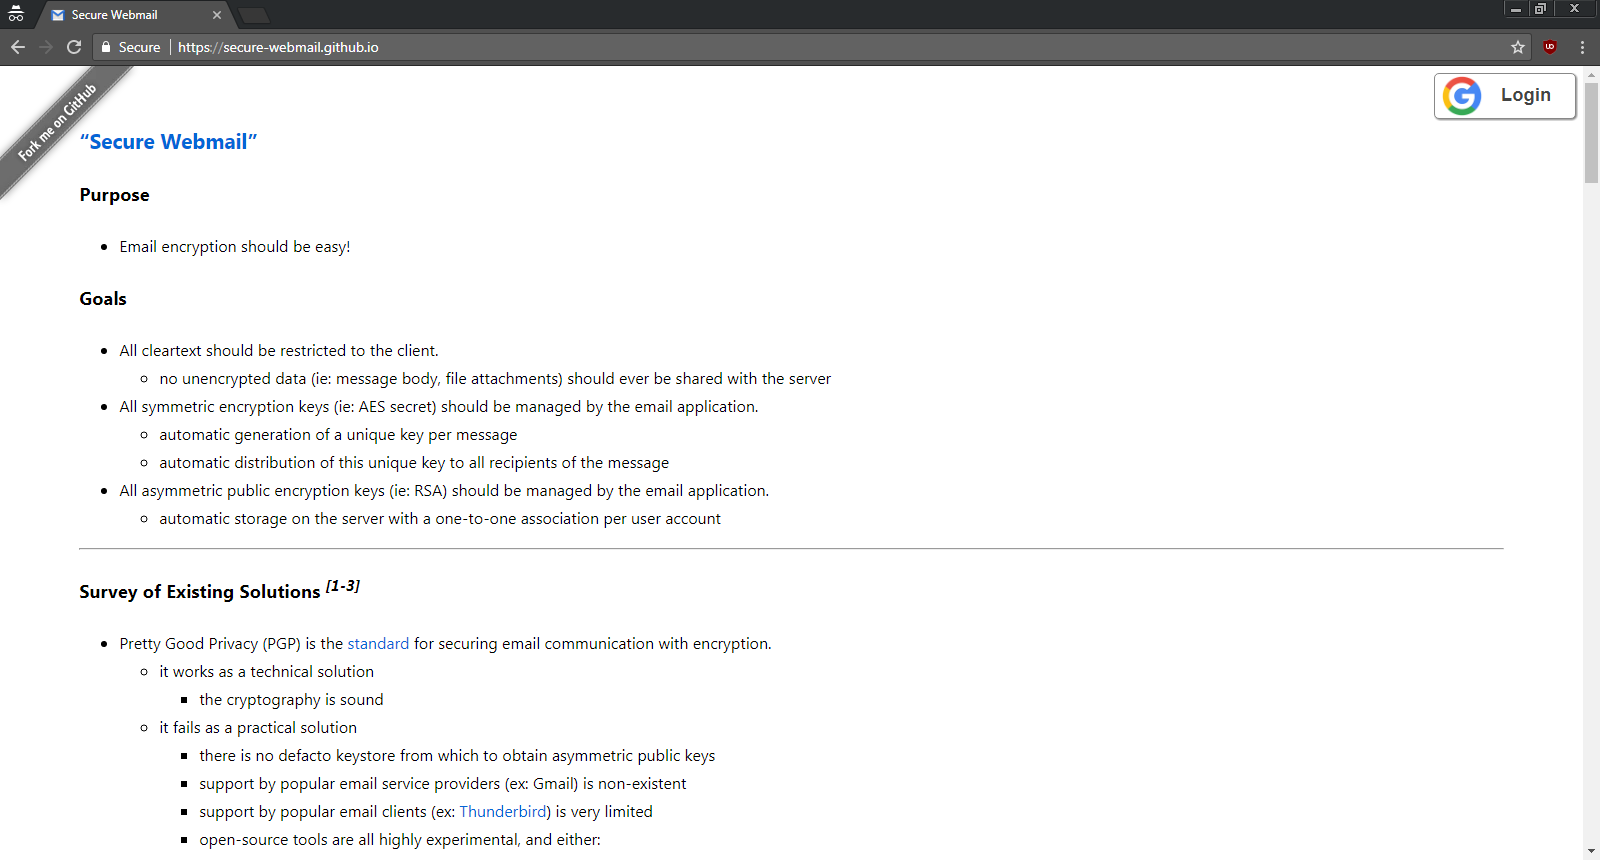 Secure Webmail
Secure
https://secure-webmail.github.io
Fork me on GitHub
Login
“Secure Webmail”
Purpose
Email encryption should be easy!
Goals
All cleartext should be restricted to the client.
no unencrypted data (ie: message body, file attachments) should ever be shared with the server
All symmetric encryption keys (ie: AES secret) should be managed by the email application.
automatic generation of a unique key per message
automatic distribution of this unique key to all recipients of the message
All asymmetric public encryption keys (ie: RSA) should be managed by the email application.
automatic storage on the server with a one-to-one association per user account
Survey of Existing Solutions [1-3]
Pretty Good Privacy (PGP) is the standard for securing email communication with encryption.
it works as a technical solution
the cryptography is sound
it fails as a practical solution
there is no defacto keystore from which to obtain asymmetric public keys
support by popular email service providers (ex: Gmail) is non-existent
support by popular email clients (ex: Thunderbird) is very limited
open-source tools are all highly experimental, and either: